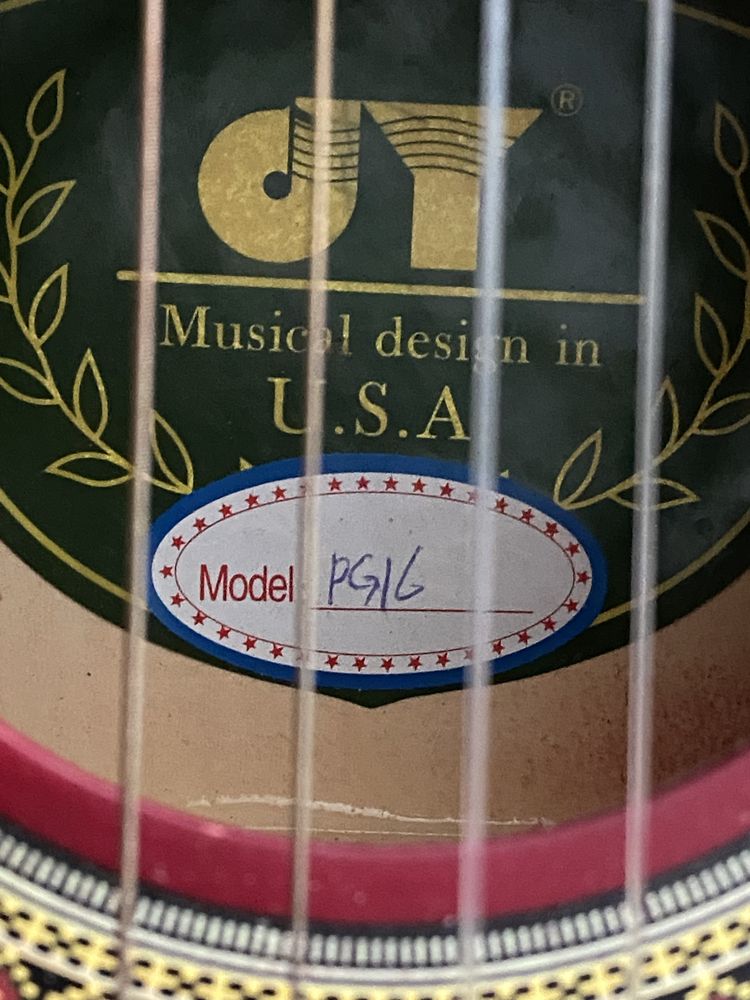 JY ®
Musical design in
U.S.A
Model PG16